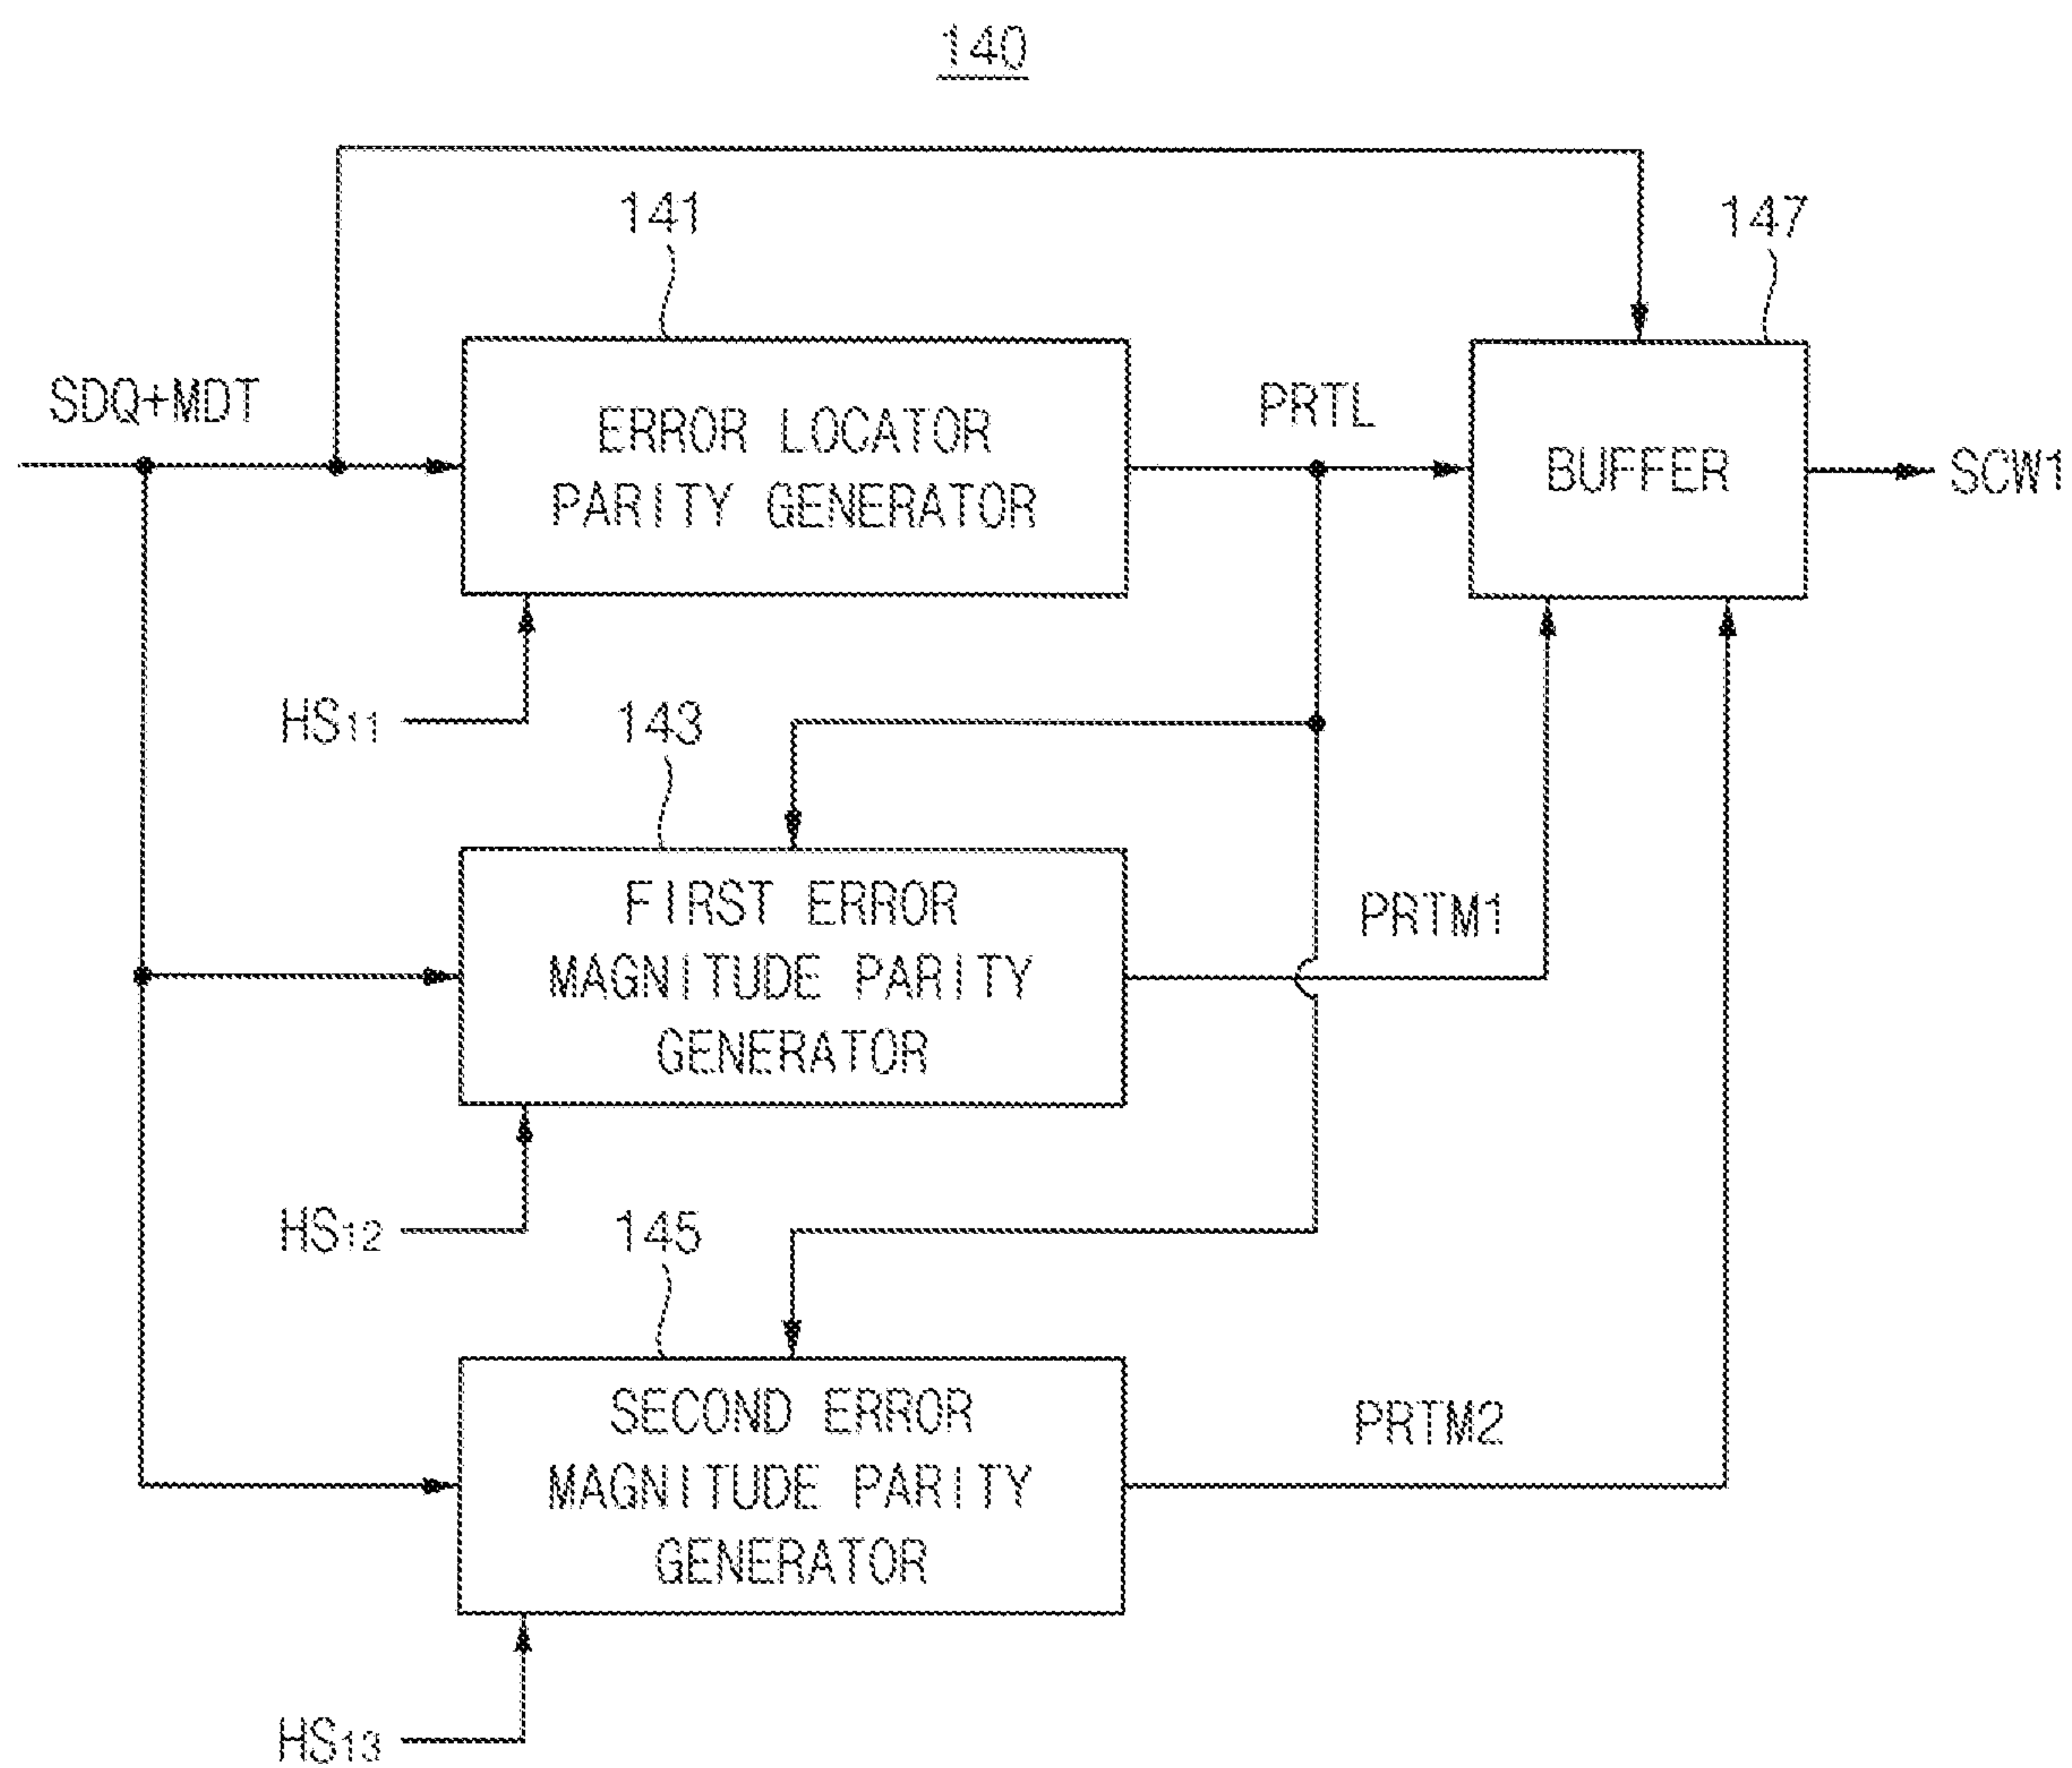 140
141
147
SDQ+MDT
ERROR LOCATOR
PARITY GENERATOR
PRTL
BUFFER
SCW1
HS11
143
FIRST ERROR
MAGNITUDE PARITY
GENERATOR
PRTM1
HS12
145
SECOND ERROR
MAGNITUDE PARITY
GENERATOR
PRTM2
HS13